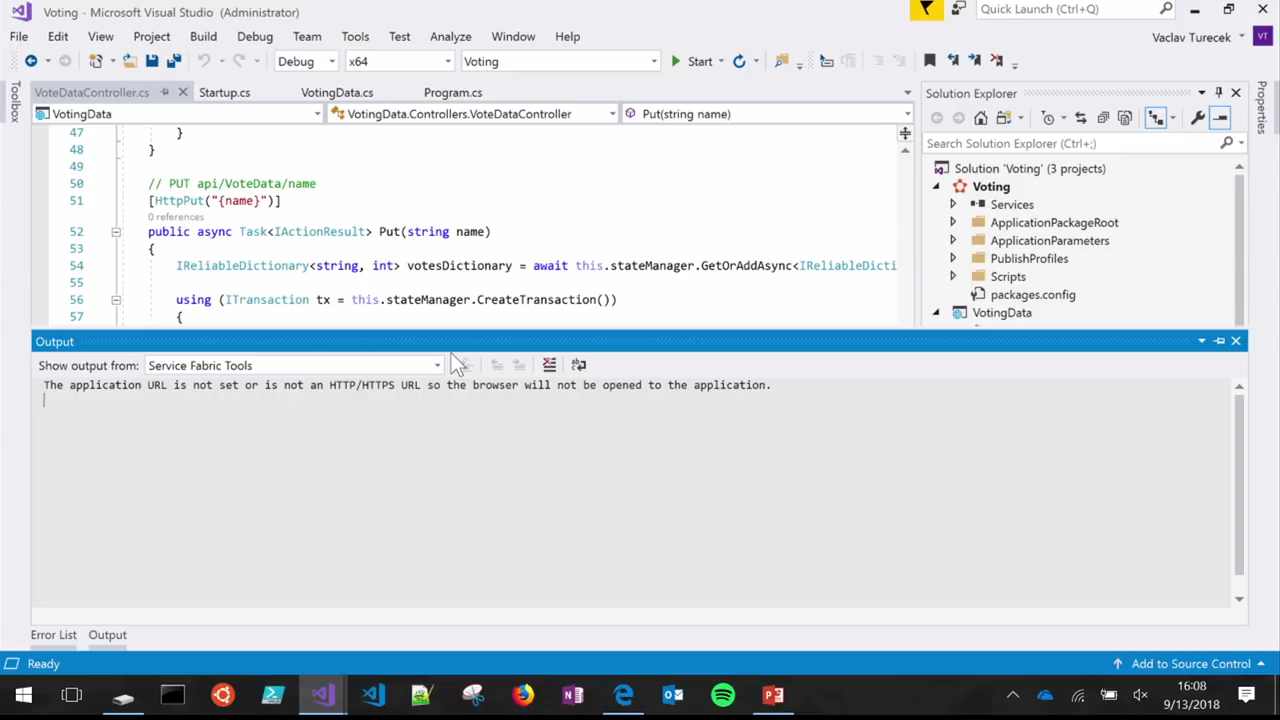 Voting - Microsoft Visual Studio (Administrator)
Quick Launch (Ctrl+Q)
File Edit View Project Build Debug Team Tools Test Analyze Window Help
Vaclav Turecek VT
Debug x64 Voting Start
VoteDataController.cs Startup.cs VotingData.cs Program.cs
VotingData VotingData.Controllers.VoteDataController Put(string name)
Toolbox
47 }
48 }
49
50 // PUT api/VoteData/name
51 [HttpPut("{name}")]
0 references
52 public async Task<IActionResult> Put(string name)
53 {
54 IReliableDictionary<string, int> votesDictionary = await this.stateManager.GetOrAddAsync<IReliableDicti
55
56 using (ITransaction tx = this.stateManager.CreateTransaction())
57 {
Solution Explorer
Search Solution Explorer (Ctrl+;)
Solution 'Voting' (3 projects)
Voting
Services
ApplicationPackageRoot
ApplicationParameters
PublishProfiles
Scripts
packages.config
VotingData
Properties
Output
Show output from: Service Fabric Tools
The application URL is not set or is not an HTTP/HTTPS URL so the browser will not be opened to the application.
Error List Output
Ready
Add to Source Control
16:08
9/13/2018